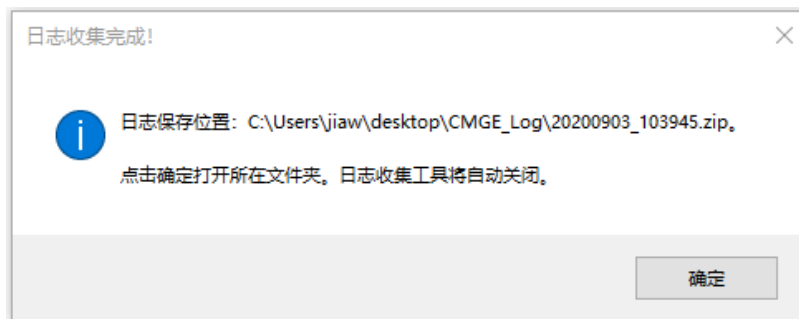 日志收集完成!
日志保存位置：C:\Users\jiaw\desktop\CMGE_Log\20200903_103945.zip。
点击确定打开所在文件夹。日志收集工具将自动关闭。
确定